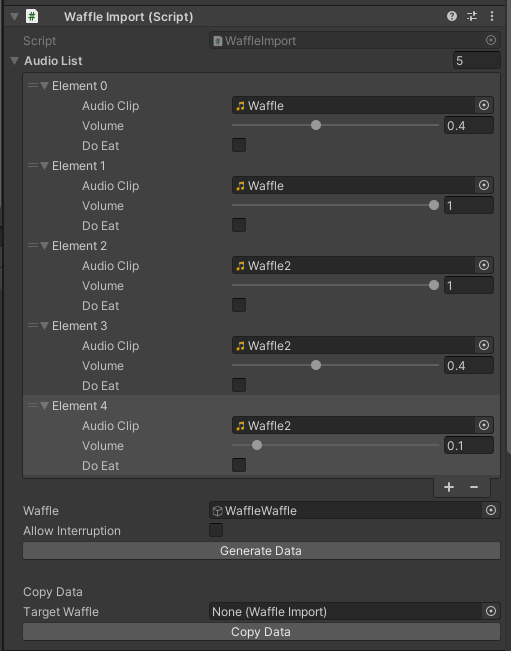 Waffle Import (Script)
Script WaffleImport
Audio List 5
Element 0
Audio Clip Waffle
Volume 0.4
Do Eat
Element 1
Audio Clip Waffle
Volume 1
Do Eat
Element 2
Audio Clip Waffle2
Volume 1
Do Eat
Element 3
Audio Clip Waffle2
Volume 0.4
Do Eat
Element 4
Audio Clip Waffle2
Volume 0.1
Do Eat
Waffle WaffleWaffle
Allow Interruption
Generate Data
Copy Data
Target Waffle None (Waffle Import)
Copy Data